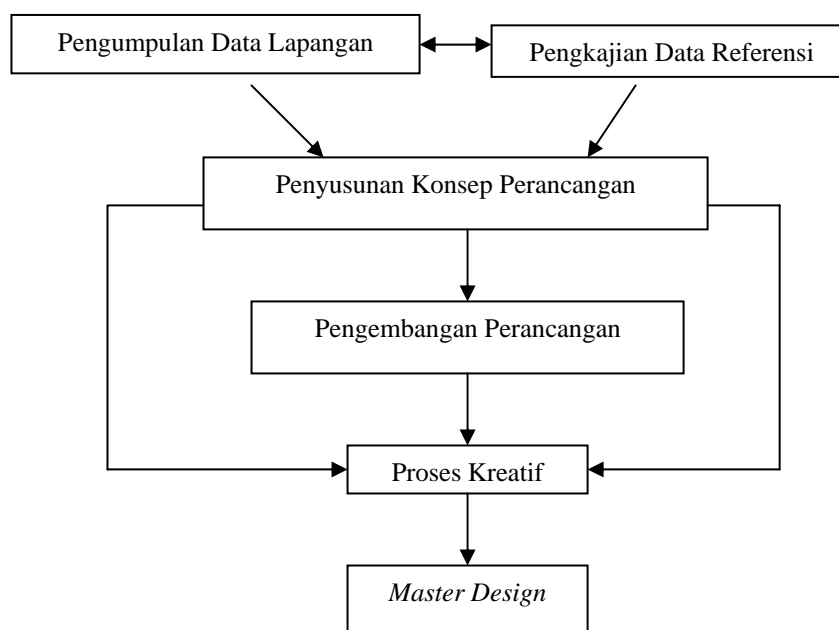 Pengumpulan Data Lapangan
Pengkajian Data Referensi
Penyusunan Konsep Perancangan
Pengembangan Perancangan
Proses Kreatif
Master Design